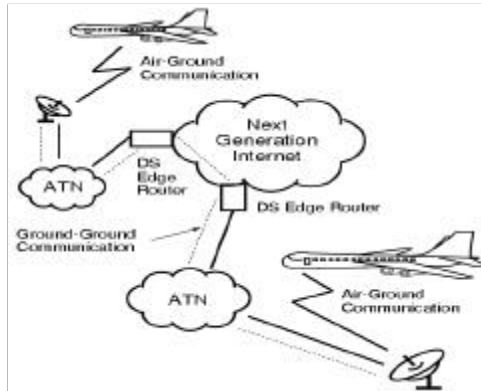 Air-Ground
Communication
Next
Generation
Internet
DS
Edge
Router
ATN
DS Edge Router
Ground-Ground
Communication
ATN
Air-Ground
Communication